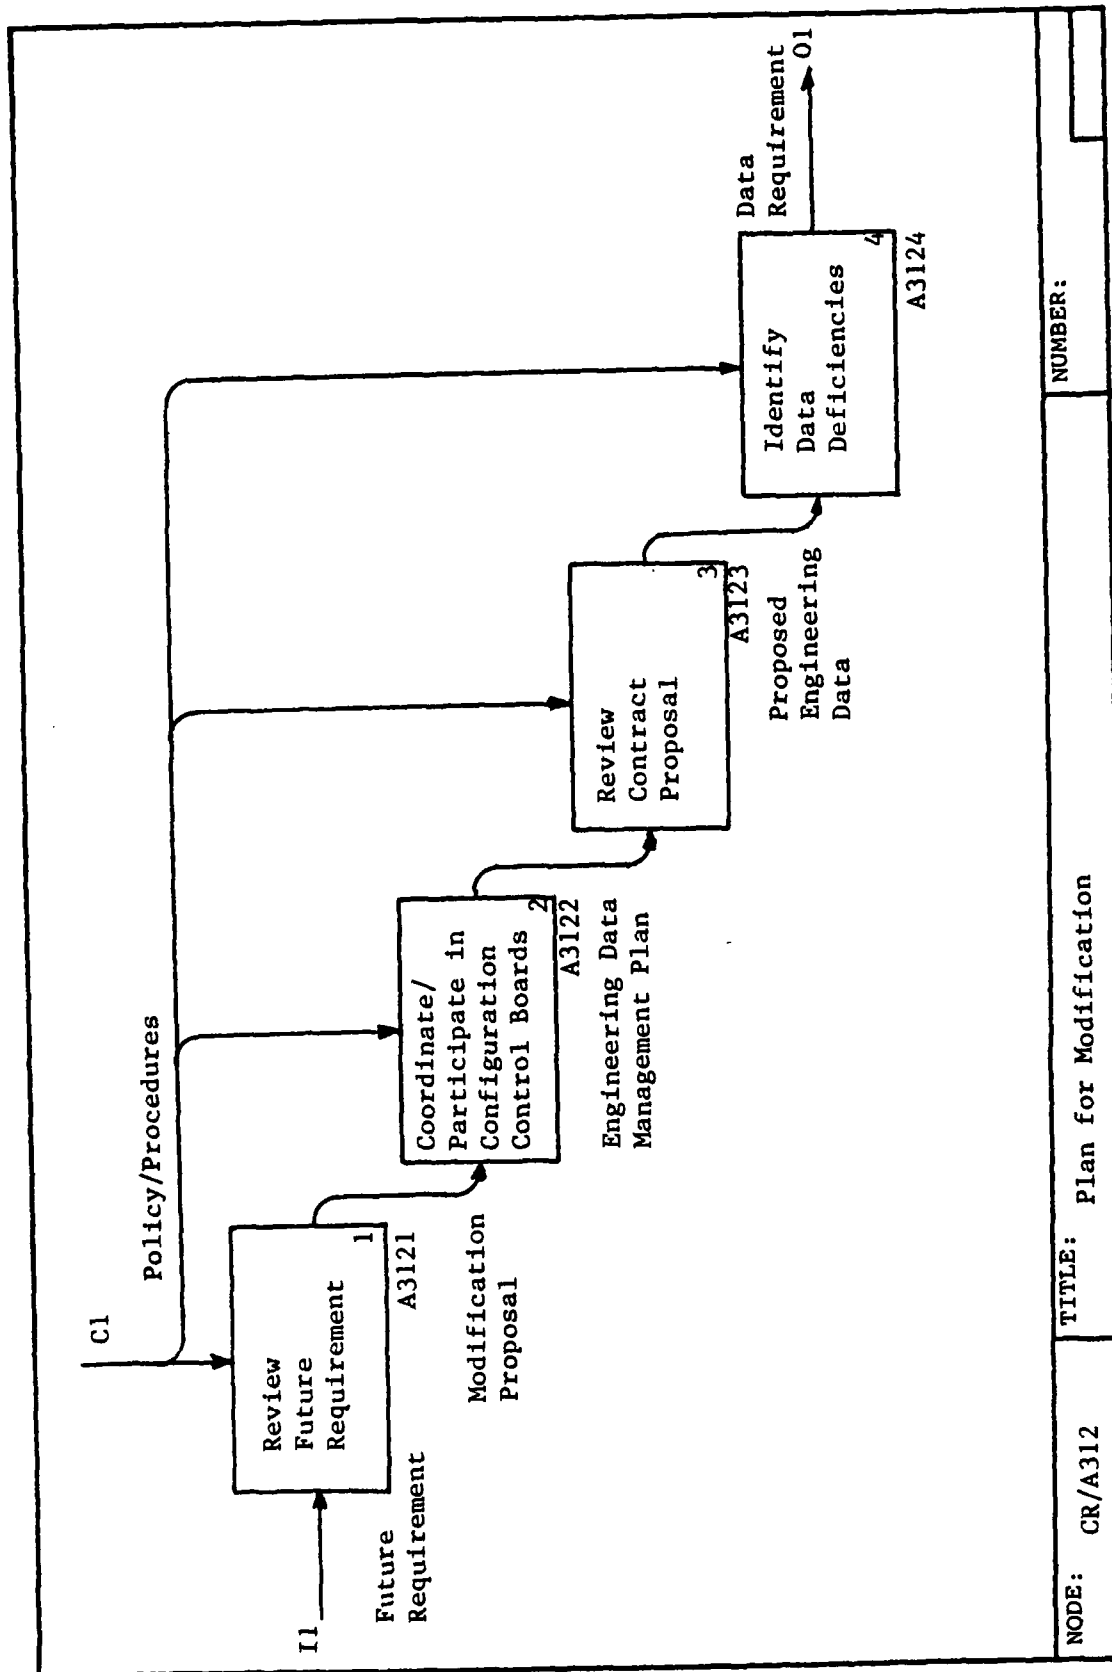 C1
Policy/Procedures
I1
Future
Requirement
Review
Future
Requirement
1
A3121
Modification
Proposal
Coordinate/
Participate in
Configuration
Control Boards
2
A3122
Engineering Data
Management Plan
Review
Contract
Proposal
3
A3123
Proposed
Engineering
Data
Identify
Data
Deficiencies
4
A3124
Data
Requirement
O1
NODE: CR/A312
TITLE: Plan for Modification
NUMBER: